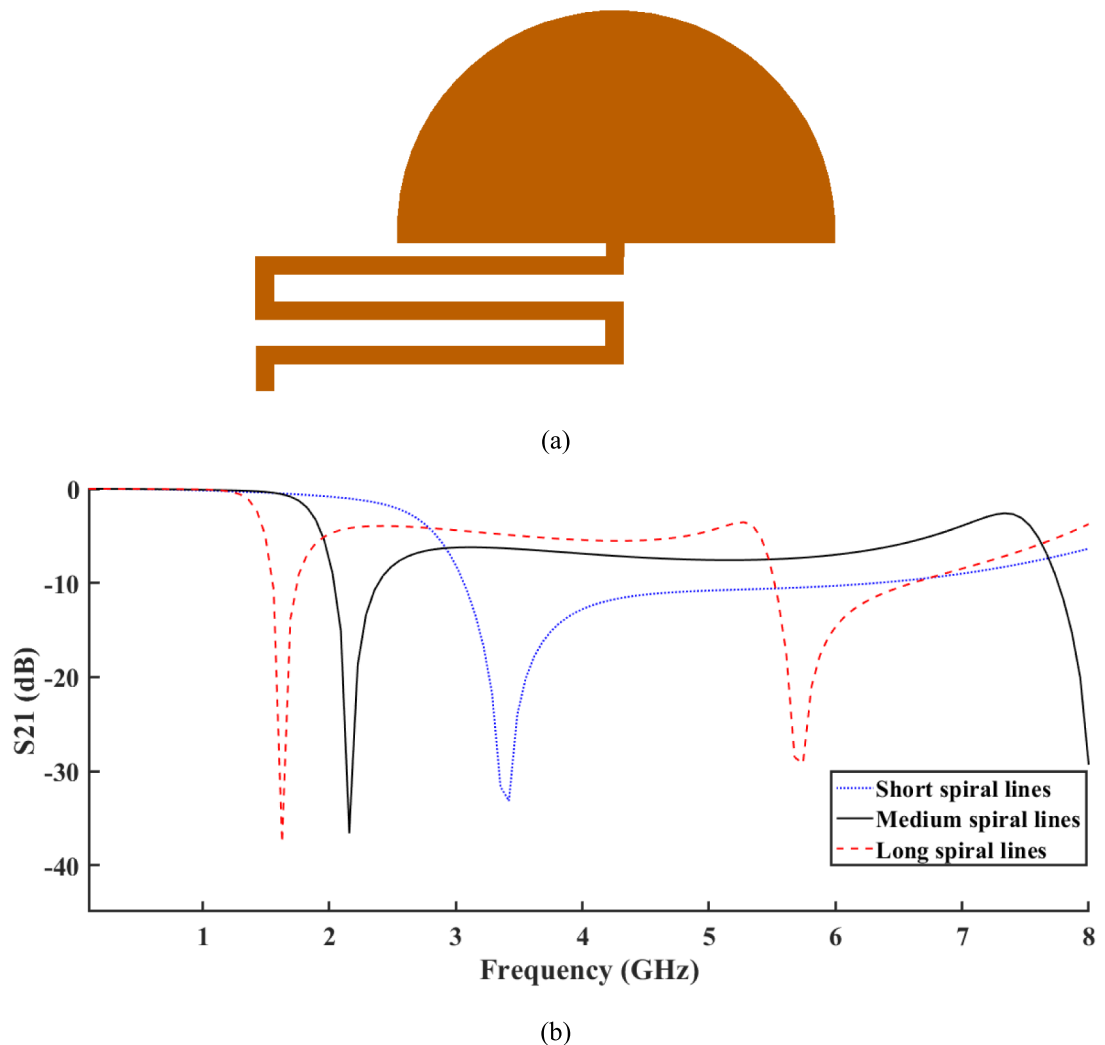 (a)
0
-10
-20
-30
-40
S21 (dB)
Short spiral lines
Medium spiral lines
Long spiral lines
1 2 3 4 5 6 7 8
Frequency (GHz)
(b)